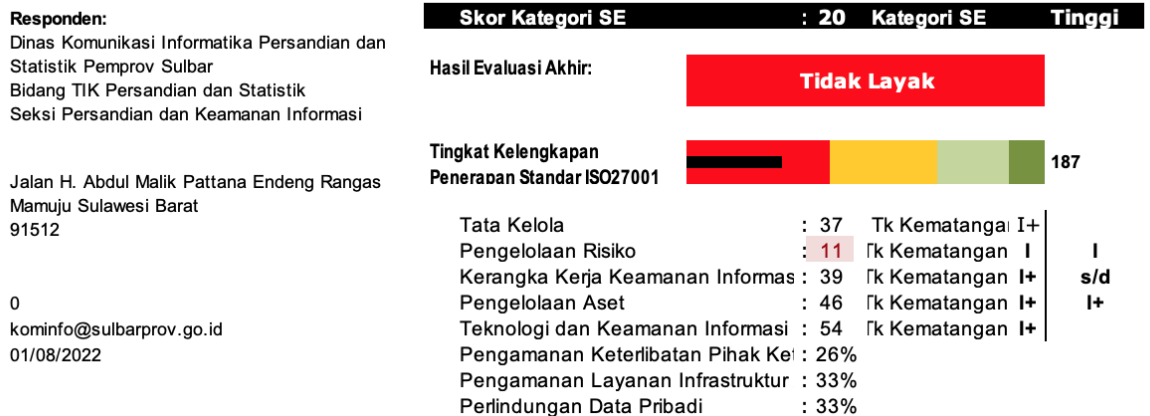 Responden:
Dinas Komunikasi Informatika Persandian dan
Statistik Pemprov Sulbar
Bidang TIK Persandian dan Statistik
Seksi Persandian dan Keamanan Informasi
Jalan H. Abdul Malik Pattana Endeng Rangas
Mamuju Sulawesi Barat
91512
0
kominfo@sulbarprov.go.id
01/08/2022
Skor Kategori SE : 20 Kategori SE Tinggi
Hasil Evaluasi Akhir: Tidak Layak
Tingkat Kelengkapan
Penerapan Standar ISO27001 187
Tata Kelola : 37 Tk Kematangan I+
Pengelolaan Risiko : 11 Tk Kematangan I I
Kerangka Kerja Keamanan Informas : 39 Tk Kematangan I+ s/d
Pengelolaan Aset : 46 Tk Kematangan I+ I+
Teknologi dan Keamanan Informasi : 54 Tk Kematangan I+
Pengamanan Keterlibatan Pihak Ket : 26%
Pengamanan Layanan Infrastruktur : 33%
Perlindungan Data Pribadi : 33%